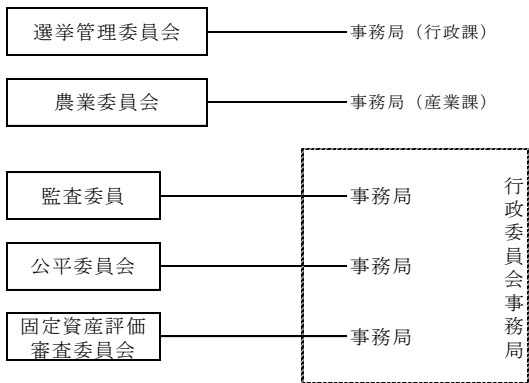 選挙管理委員会
事務局（行政課）
農業委員会
事務局（産業課）
監査委員
事務局
公平委員会
事務局
固定資産評価
審査委員会
事務局
行政委員会事務局